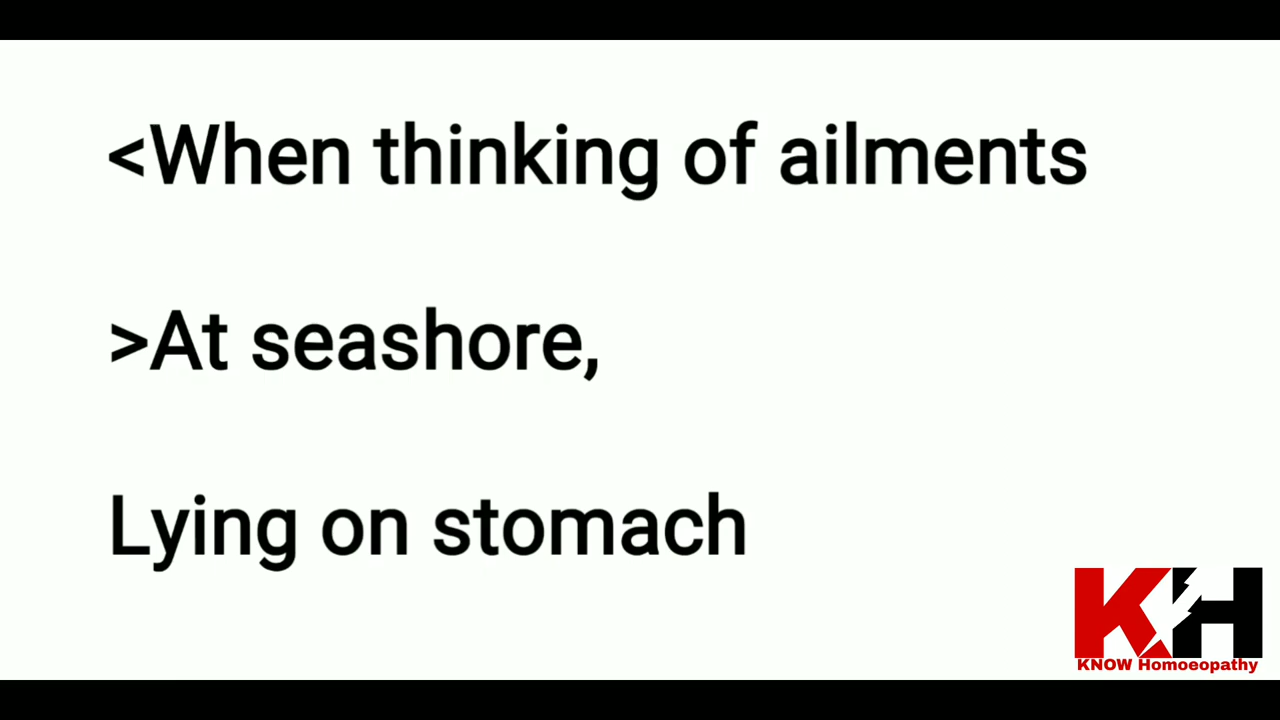 <When thinking of ailments
>At seashore,
Lying on stomach
KH
KNOW Homoeopathy